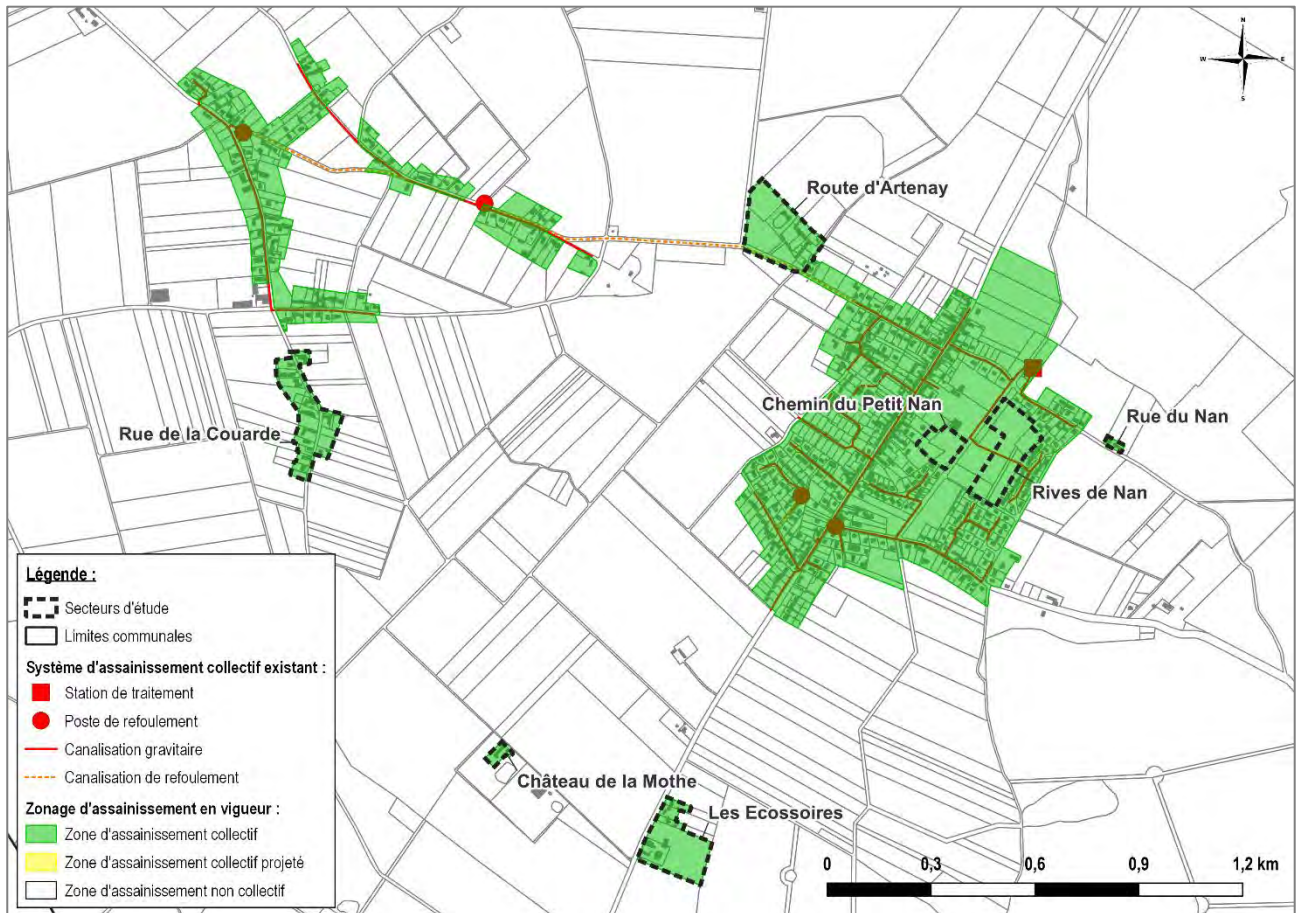 N
W E
S
Route d'Artenay
Chemin du Petit Nan
Rue du Nan
Rue de la Couarde
Rives de Nan
Château de la Mothe
Les Ecossoires
Légende :
Secteurs d'étude
Limites communales
Système d'assainissement collectif existant :
Station de traitement
Poste de refoulement
Canalisation gravitaire
Canalisation de refoulement
Zonage d'assainissement en vigueur :
Zone d'assainissement collectif
Zone d'assainissement collectif projeté
Zone d'assainissement non collectif
0 0,3 0,6 0,9 1,2 km